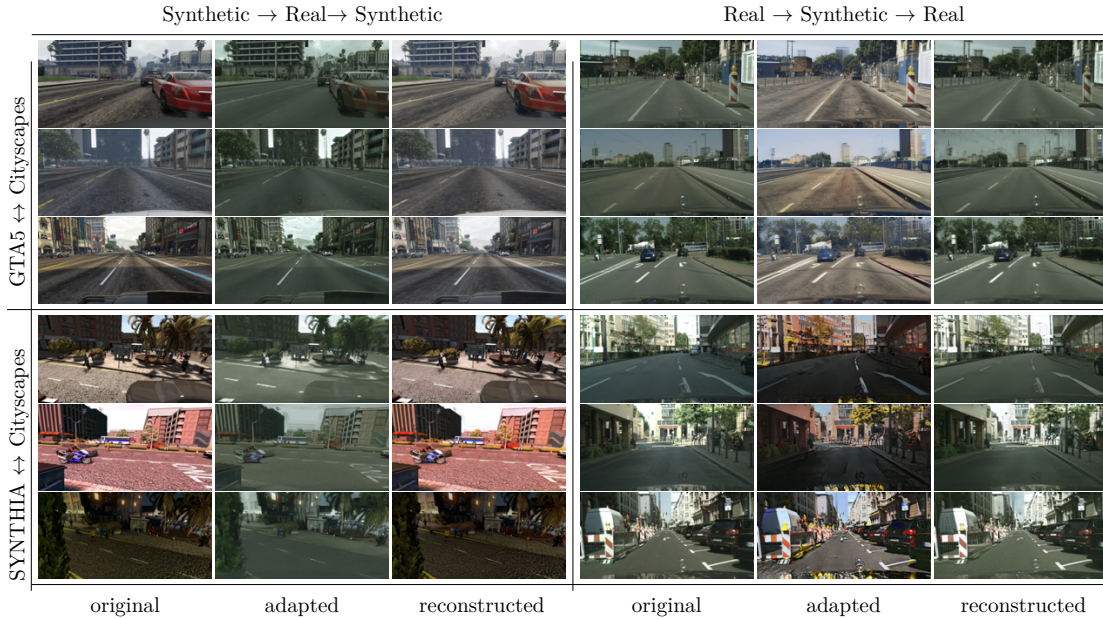 Synthetic → Real→ Synthetic
Real → Synthetic → Real
GTA5 ↔ Cityscapes
SYNTHIA ↔ Cityscapes
original
adapted
reconstructed
original
adapted
reconstructed